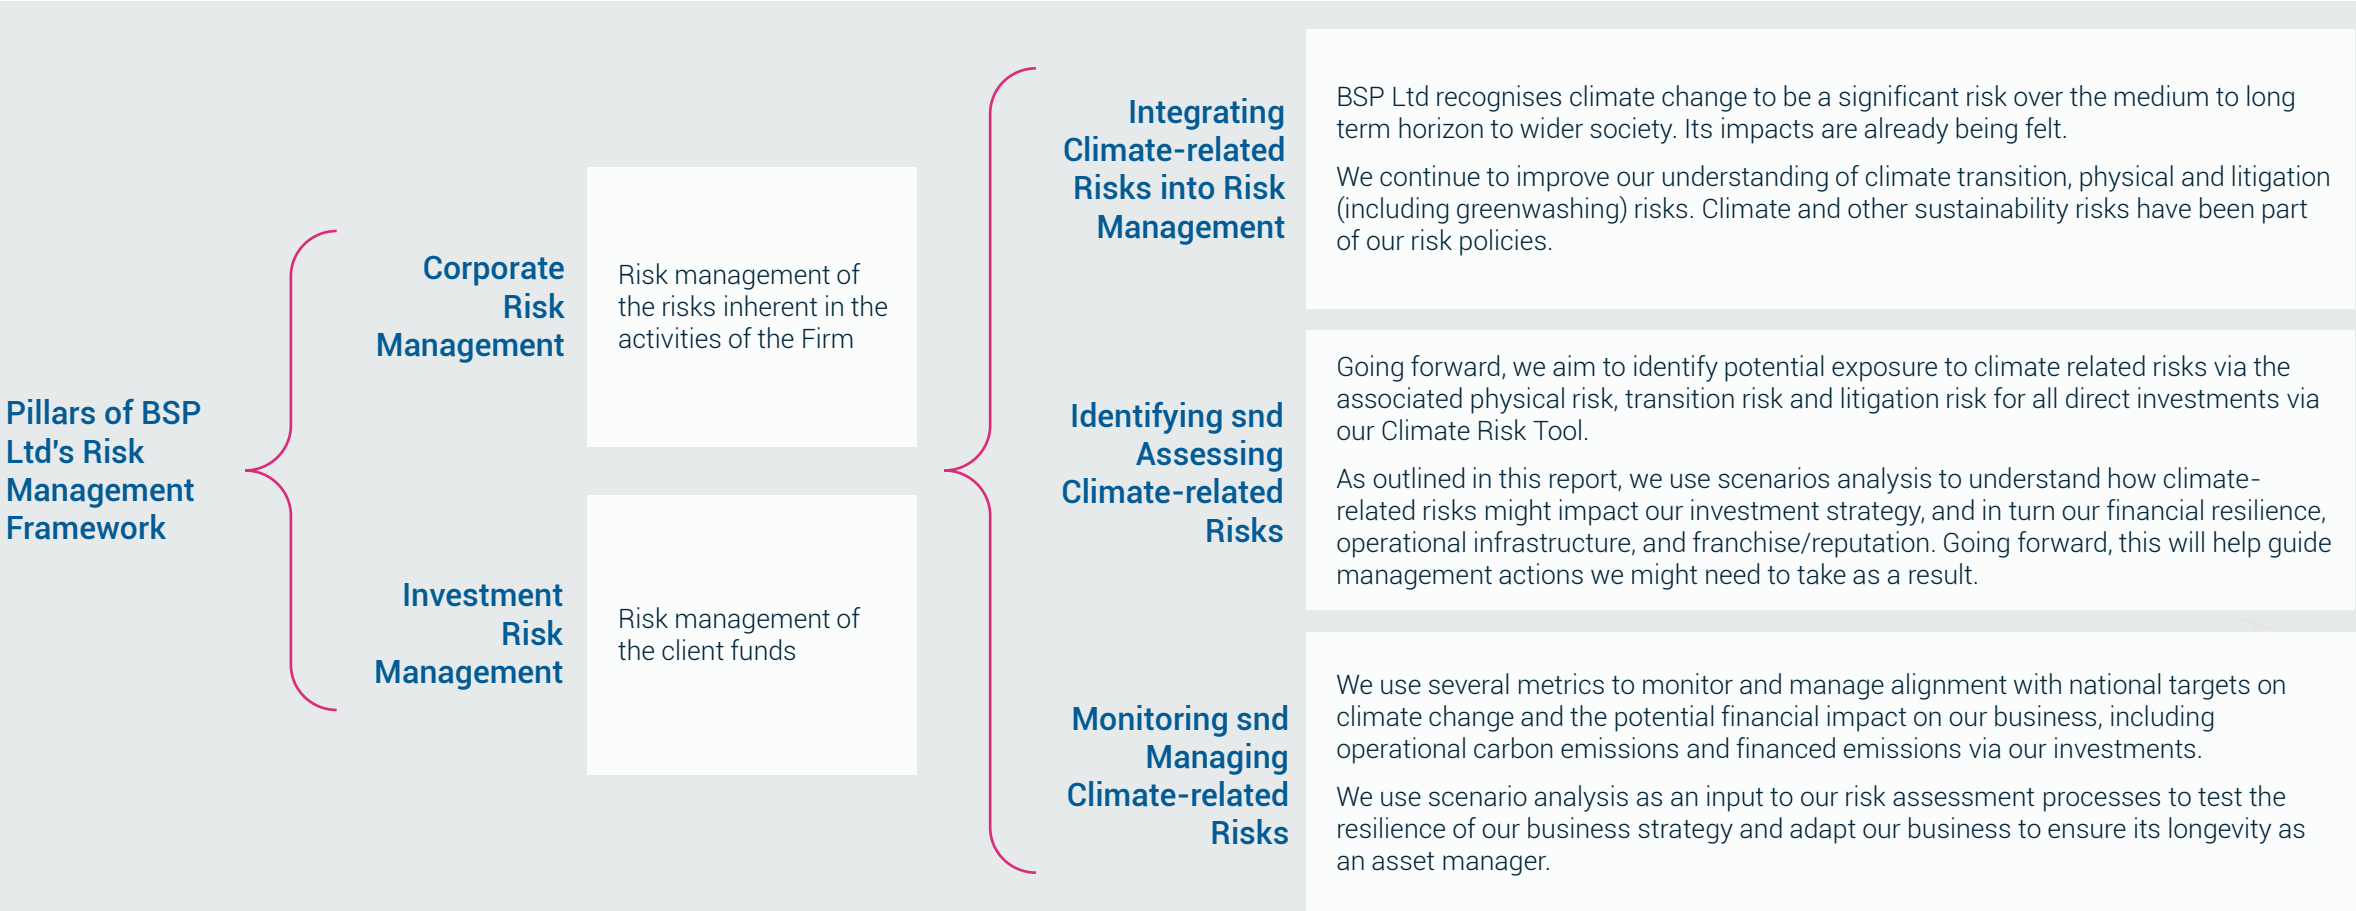 Pillars of BSP
Ltd's Risk
Management
Framework
Corporate
Risk
Management
Risk management of
the risks inherent in the
activities of the Firm
Investment
Risk
Management
Risk management of
the client funds
Integrating
Climate-related
Risks into Risk
Management
BSP Ltd recognises climate change to be a significant risk over the medium to long
term horizon to wider society. Its impacts are already being felt.
We continue to improve our understanding of climate transition, physical and litigation
(including greenwashing) risks. Climate and other sustainability risks have been part
of our risk policies.
Identifying snd
Assessing
Climate-related
Risks
Going forward, we aim to identify potential exposure to climate related risks via the
associated physical risk, transition risk and litigation risk for all direct investments via
our Climate Risk Tool.
As outlined in this report, we use scenarios analysis to understand how climate-
related risks might impact our investment strategy, and in turn our financial resilience,
operational infrastructure, and franchise/reputation. Going forward, this will help guide
management actions we might need to take as a result.
Monitoring snd
Managing
Climate-related
Risks
We use several metrics to monitor and manage alignment with national targets on
climate change and the potential financial impact on our business, including
operational carbon emissions and financed emissions via our investments.
We use scenario analysis as an input to our risk assessment processes to test the
resilience of our business strategy and adapt our business to ensure its longevity as
an asset manager.